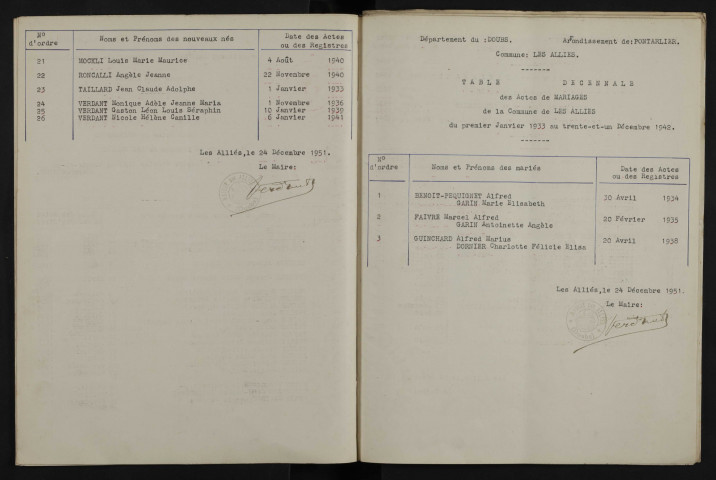 N° d'ordre Noms et Prénoms des nouveaux nés Date des Actes ou des Registres
21 MOCKLI Louis Marie Maurice 4 Août 1940
22 RONCALLI Angèle Jeanne 22 Novembre 1940
23 TAILLARD Jean Claude Adolphe 1 Janvier 1933
24 VERDANT Monique Adèle Jeanne Maria 1 Novembre 1936
25 VERDANT Gaston Léon Louis Séraphin 10 Janvier 1939
26 VERDANT Nicole Hélène Camille 6 Janvier 1941
Les Alliés, le 24 Décembre 1951.
Le Maire:
Département du :DOUBS. Arrondissement de:PONTARLIER.
Commune: LES ALLIES.
-------
TABLE DECENNALE
des Actes de MARIAGES
de la Commune de LES ALLIES
du premier Janvier 1933 au trente-et-un Décembre 1942.
-------
N° d'ordre Noms et Prénoms des mariés Date des Actes ou des Registres
1 BENOIT-PEQUIGNET Alfred 30 Avril 1934
GARIN Marie Elisabeth
2 FAIVRE Marcel Alfred 20 Février 1935
GARIN Antoinette Angèle
3 GUINCHARD Alfred Marius 20 Avril 1938
DORNIER Charlotte Félicie Elisa
Les Alliés, le 24 Décembre 1951.
Le Maire: